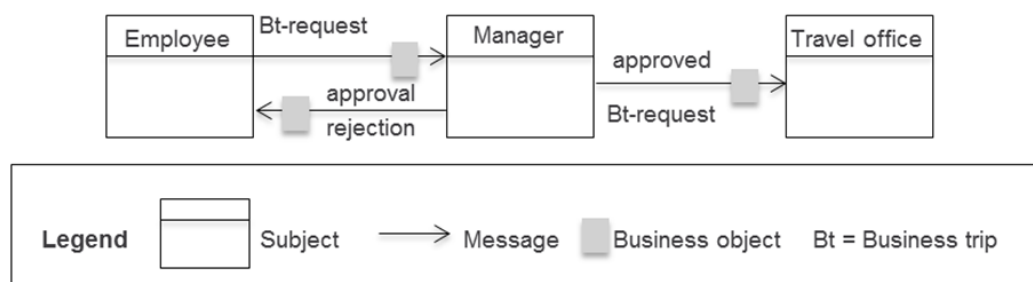 Employee
Bt-request
Manager
Travel office
approval
rejection
approved
Bt-request
Legend
Subject
Message
Business object
Bt = Business trip